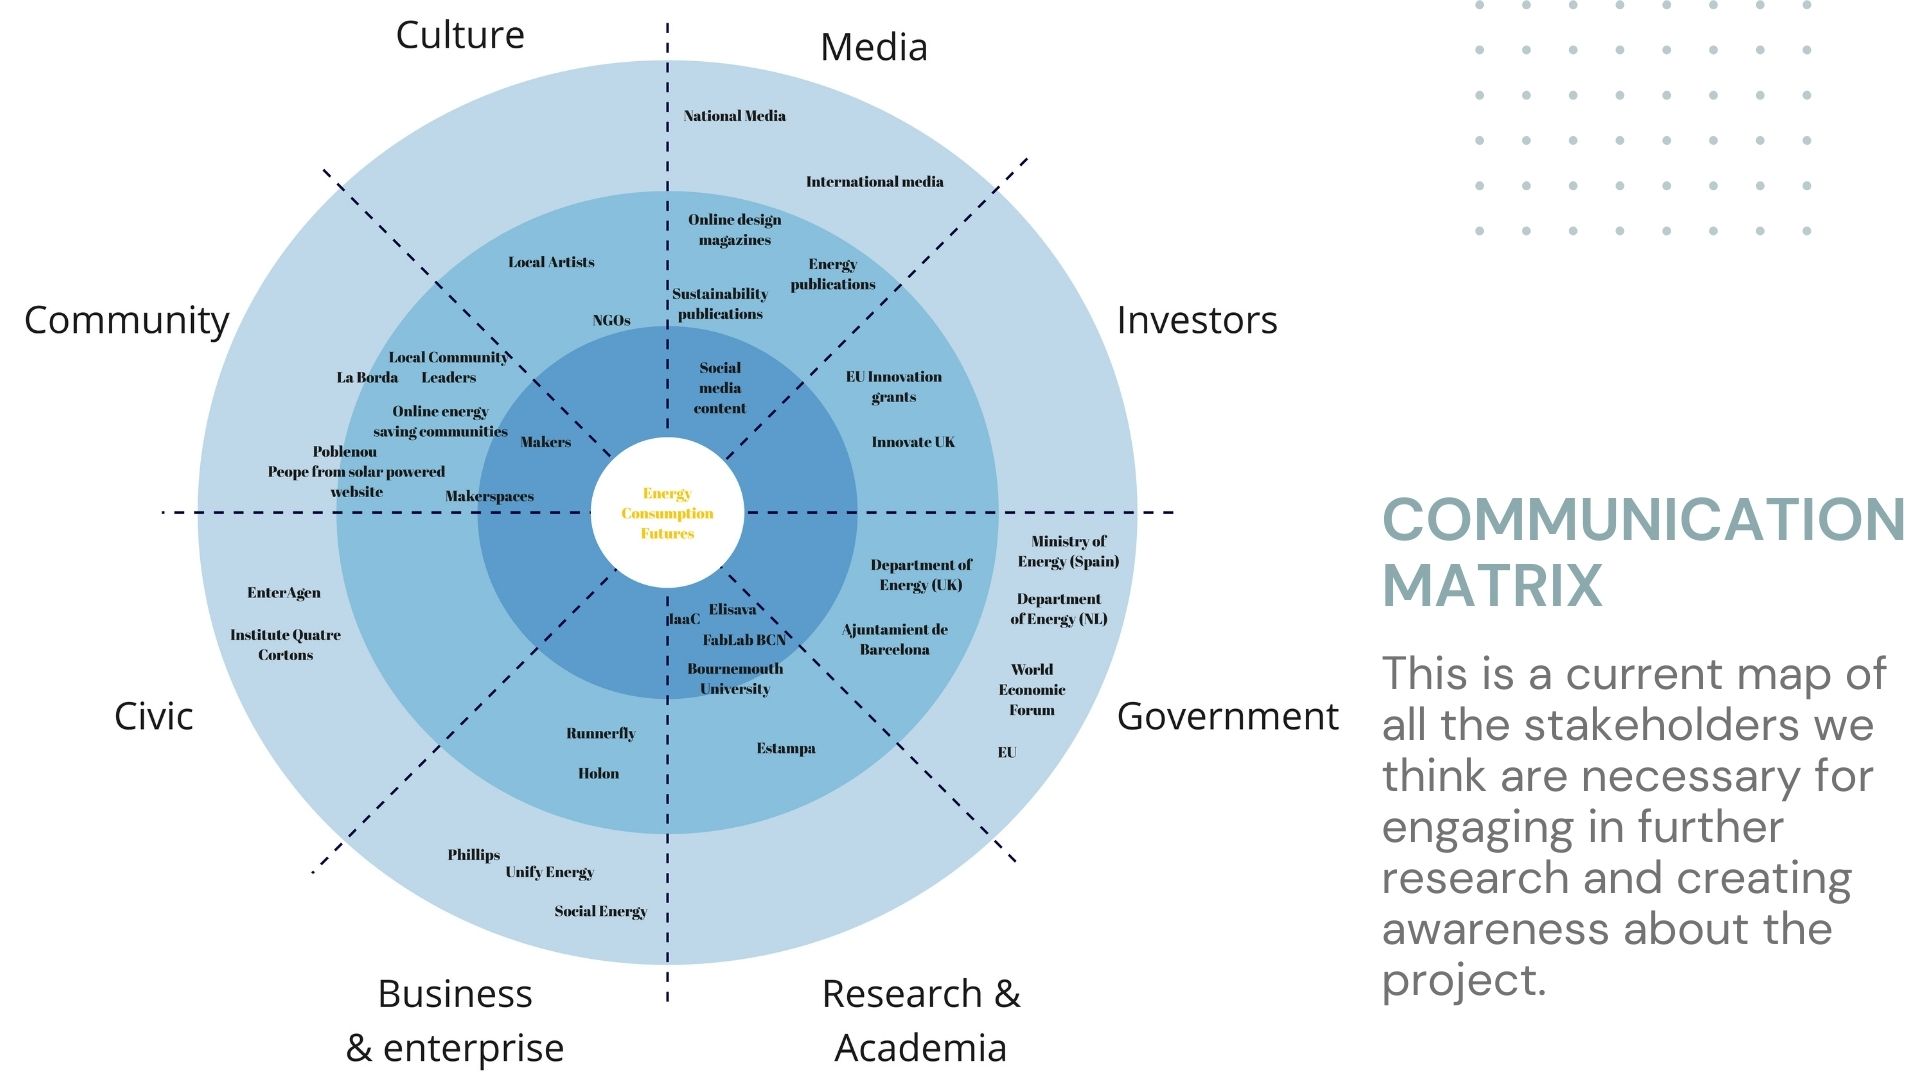 Culture
Media
National Media
International media
Online design
magazines
Energy
publications
Sustainability
publications
Social
media
content
Investors
EU Innovation
grants
Innovate UK
Government
Ministry of
Energy (Spain)
Department of
Energy (UK)
Department
of Energy (NL)
Ajuntamient de
Barcelona
World
Economic
Forum
EU
Research &
Academia
IaaC
Elisava
FabLab BCN
Bournemouth
University
Estampa
Business
& enterprise
Runnerfly
Holon
Phillips
Unify Energy
Social Energy
Civic
EnterAgen
Institute Quatre
Cortons
Community
Local Community
Leaders
La Borda
Online energy
saving communities
Poblenou
Peope from solar powered
website
Makers
Makerspaces
Local Artists
NGOs
Energy
Consumption
Futures
COMMUNICATION
MATRIX
This is a current map of
all the stakeholders we
think are necessary for
engaging in further
research and creating
awareness about the
project.